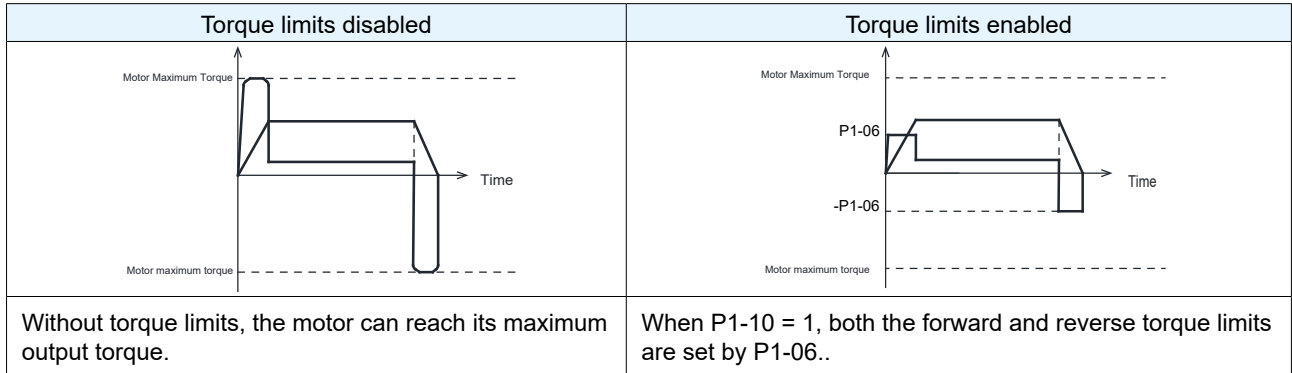 Torque limits disabled
Torque limits enabled
Motor Maximum Torque
Time
Motor maximum torque
Motor Maximum Torque
P1-06
Time
-P1-06
Motor maximum torque
Without torque limits, the motor can reach its maximum
output torque.
When P1-10 = 1, both the forward and reverse torque limits
are set by P1-06..